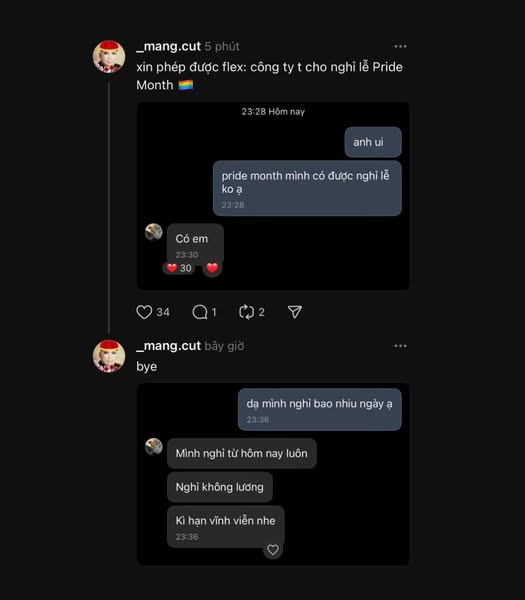 _mang.cut 5 phút
xin phép được flex: công ty t cho nghỉ lễ Pride
Month 🏳️‍🌈
23:28 Hôm nay
anh ui
pride month mình có được nghỉ lễ
ko ạ
23:28
Có em
23:30
❤️ 30 ❤️
34 1 2
_mang.cut bây giờ
bye
dạ mình nghỉ bao nhiu ngày ạ
23:36
Mình nghỉ từ hôm nay luôn
Nghỉ không lương
Kì hạn vĩnh viễn nhe
23:36